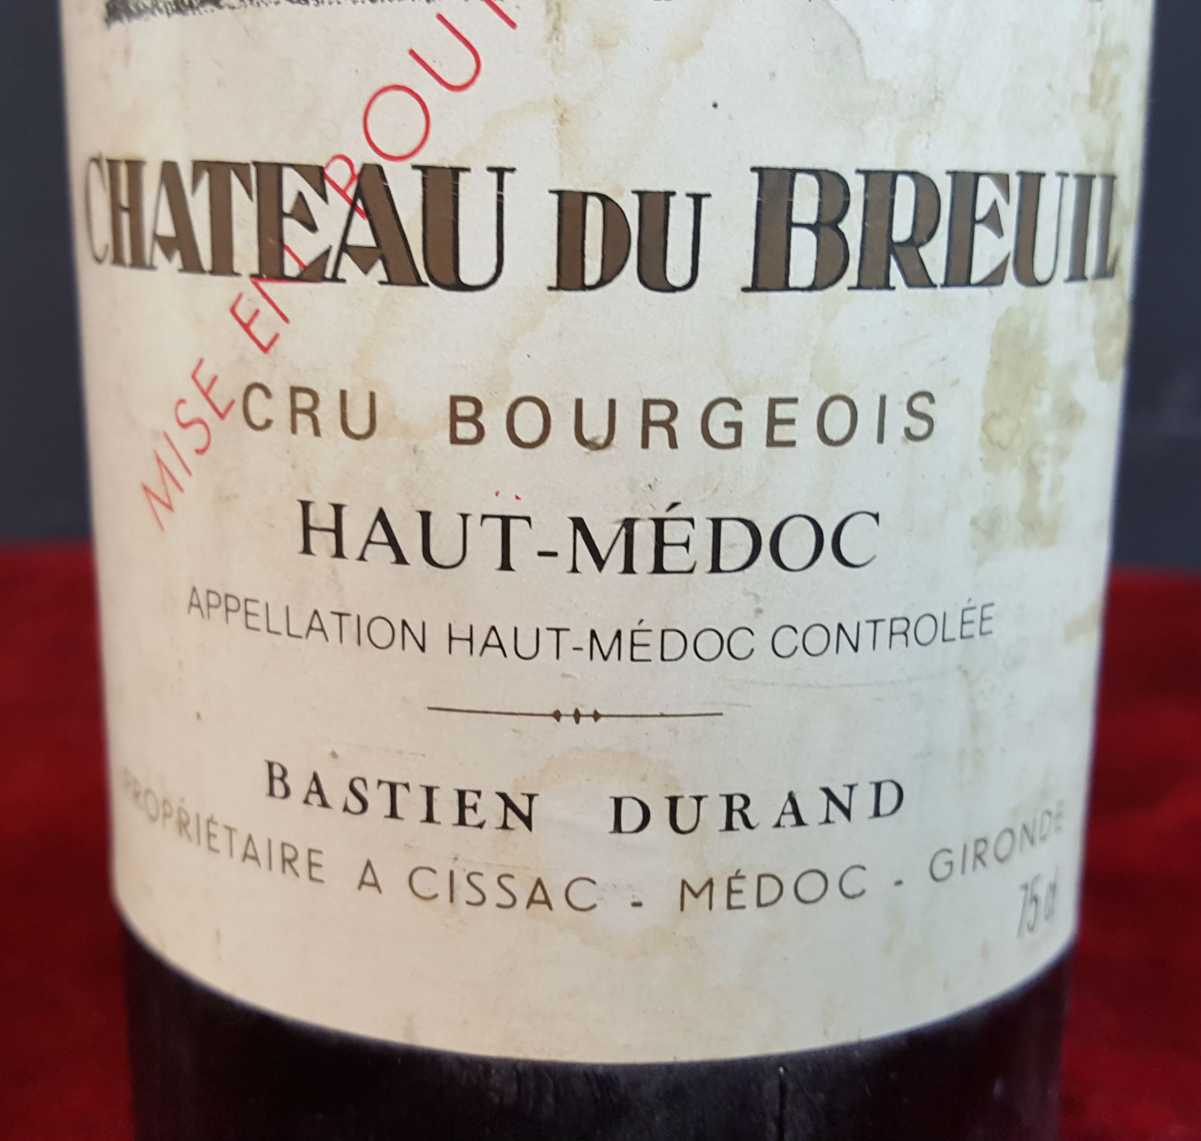 MISE EN
CHATEAU DU BREUIL
CRU BOURGEOIS
HAUT-MÉDOC
APPELLATION HAUT-MÉDOC CONTROLÉE
BASTIEN DURAND
PROPRIÉTAIRE A CISSAC - MÉDOC - GIRONDE
75 cl